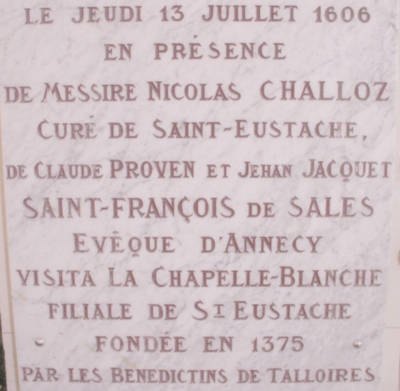 LE JEUDI 13 JUILLET 1606
EN PRÉSENCE
DE MESSIRE NICOLAS CHALLOZ
CURÉ DE SAINT-EUSTACHE,
DE CLAUDE PROVEN ET JEHAN JACQUET
SAINT-FRANÇOIS DE SALES
EVÊQUE D'ANNECY
VISITA LA CHAPELLE-BLANCHE
FILIALE DE ST EUSTACHE
FONDÉE EN 1375
PAR LES BENEDICTINS DE TALLOIRES